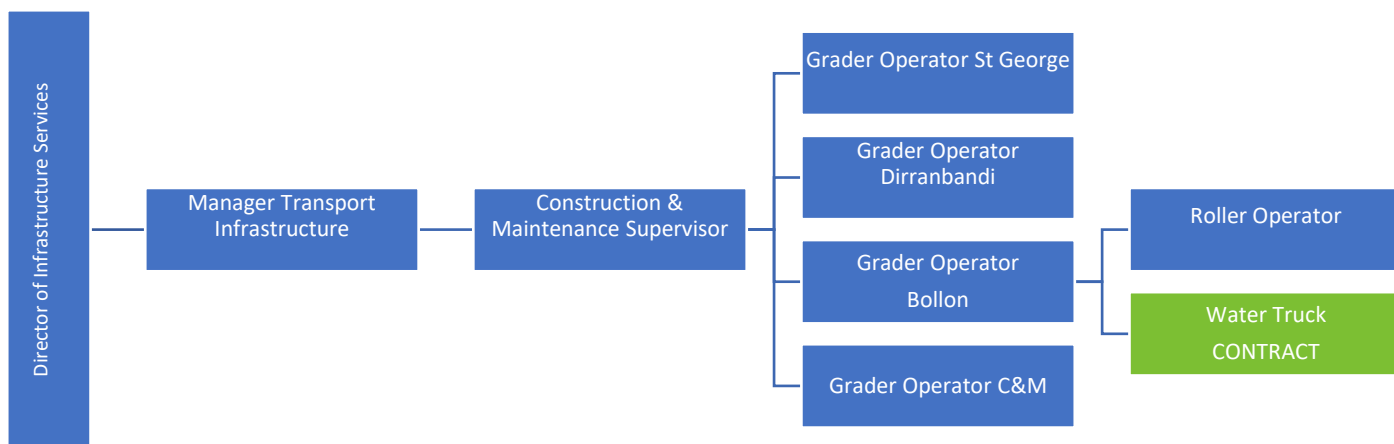 Director of Infrastructure Services
Manager Transport
Infrastructure
Construction &
Maintenance Supervisor
Grader Operator St George
Grader Operator
Dirranbandi
Grader Operator
Bollon
Grader Operator C&M
Roller Operator
Water Truck
CONTRACT